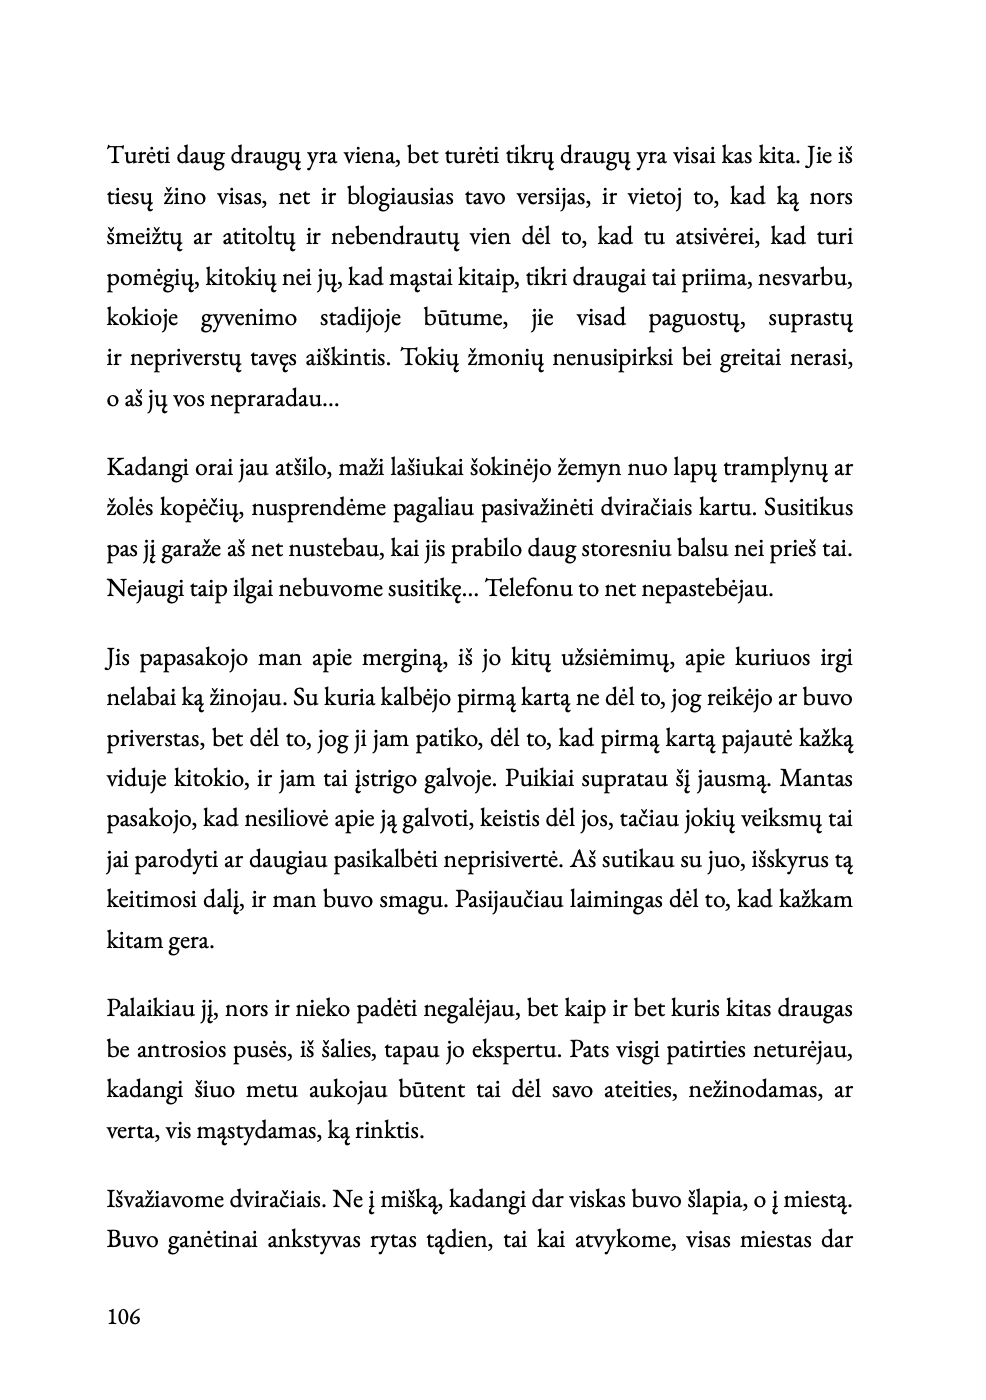 Turėti daug draugų yra viena, bet turėti tikrų draugų yra visai kas kita. Jie iš
tiesų žino visas, net ir blogiausias tavo versijas, ir vietoj to, kad ką nors
šmeižtų ar atitoltų ir nebendrautų vien dėl to, kad tu atsivėrei, kad turi
pomėgių, kitokių nei jų, kad mąstai kitaip, tikri draugai tai priima, nesvarbu,
kokioje gyvenimo stadijoje būtume, jie visad paguostų, suprastų
ir nepriverstų tavęs aiškintis. Tokių žmonių nenusipirksi bei greitai nerasi,
o aš jų vos nepraradau...
Kadangi orai jau atšilo, maži lašiukai šokinėjo žemyn nuo lapų tramplynų ar
žolės kopėčių, nusprendėme pagaliau pasivažinėti dviračiais kartu. Susitikus
pas jį garaže aš net nustebau, kai jis prabilo daug storesniu balsu nei prieš tai.
Nejaugi taip ilgai nebuvome susitikę... Telefonu to net nepastebėjau.
Jis papasakojo man apie merginą, iš jo kitų užsiėmimų, apie kuriuos irgi
nelabai ką žinojau. Su kuria kalbėjo pirmą kartą ne dėl to, jog reikėjo ar buvo
priverstas, bet dėl to, jog ji jam patiko, dėl to, kad pirmą kartą pajautė kažką
viduje kitokio, ir jam tai įstrigo galvoje. Puikiai supratau šį jausmą. Mantas
pasakojo, kad nesiliovė apie ją galvoti, keistis dėl jos, tačiau jokių veiksmų tai
jai parodyti ar daugiau pasikalbėti neprisivertė. Aš sutikau su juo, išskyrus tą
keitimosi dalį, ir man buvo smagu. Pasijaučiau laimingas dėl to, kad kažkam
kitam gera.
Palaikiau jį, nors ir nieko padėti negalėjau, bet kaip ir bet kuris kitas draugas
be antrosios pusės, iš šalies, tapau jo ekspertu. Pats visgi patirties neturėjau,
kadangi šiuo metu aukojau būtent tai dėl savo ateities, nežinodamas, ar
verta, vis mąstydamas, ką rinktis.
Išvažiavome dviračiais. Ne į mišką, kadangi dar viskas buvo šlapia, o į miestą.
Buvo ganėtinai ankstyvas rytas tądien, tai kai atvykome, visas miestas dar
106